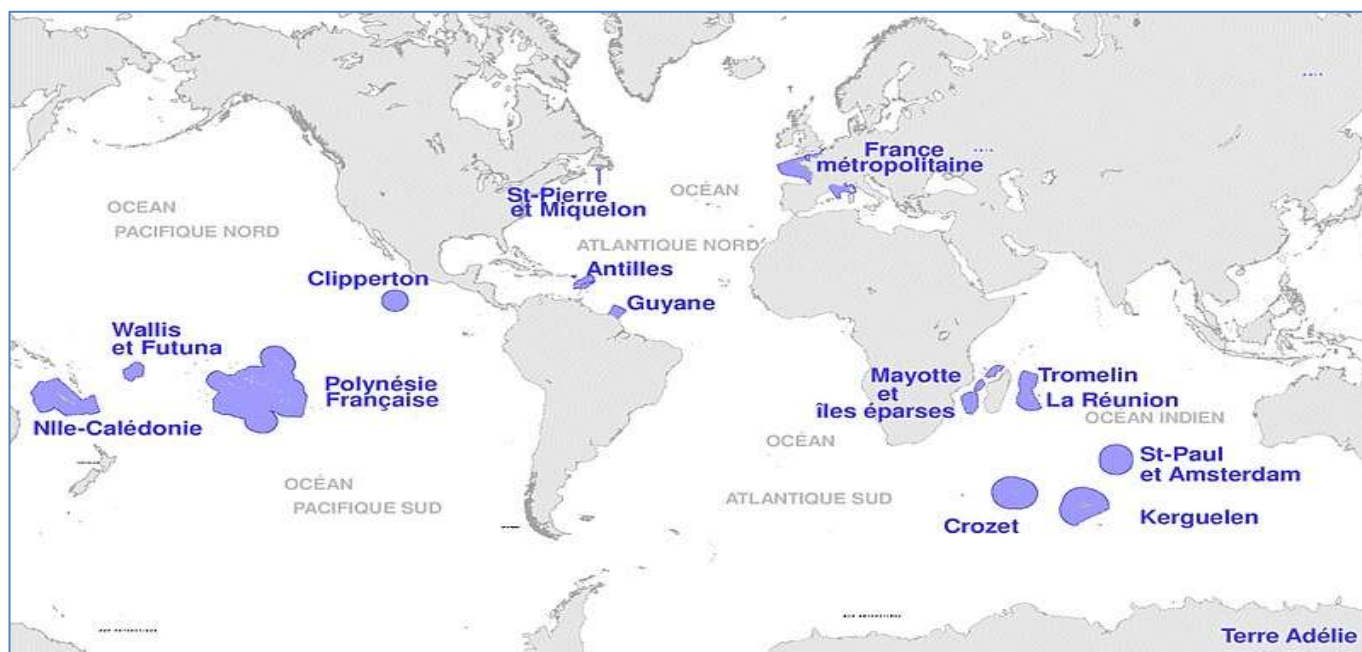 France
métropolitaine
St-Pierre
et Miquelon
OCÉAN
ATLANTIQUE NORD
OCEAN
PACIFIQUE NORD
Clipperton
Antilles
Guyane
Wallis
et Futuna
Polynésie
Française
Nlle-Calédonie
Mayotte
et
îles éparses
Tromelin
La Réunion
OCÉAN INDIEN
OCÉAN
ATLANTIQUE SUD
St-Paul
et Amsterdam
OCÉAN
PACIFIQUE SUD
Crozet
Kerguelen
Terre Adélie